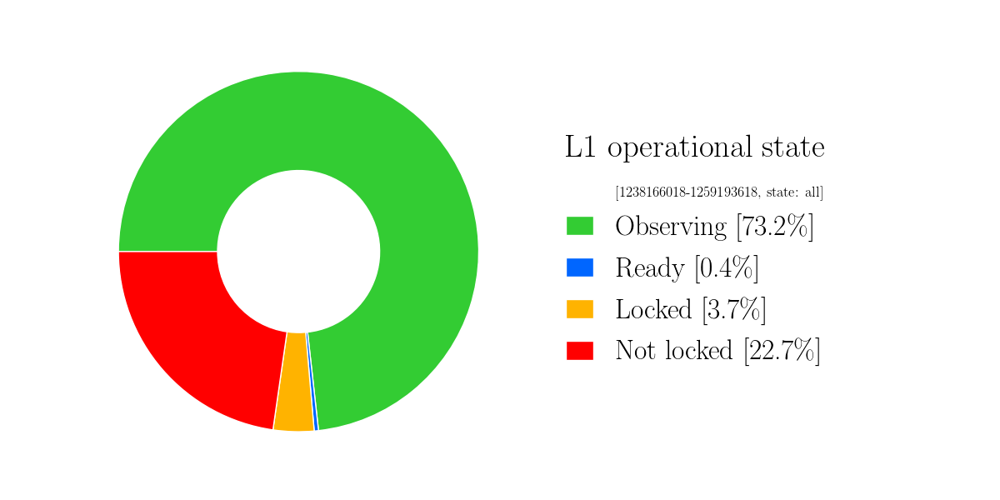 L1 operational state
[1238166018-1259193618, state: all]
Observing [73.2%]
Ready [0.4%]
Locked [3.7%]
Not locked [22.7%]